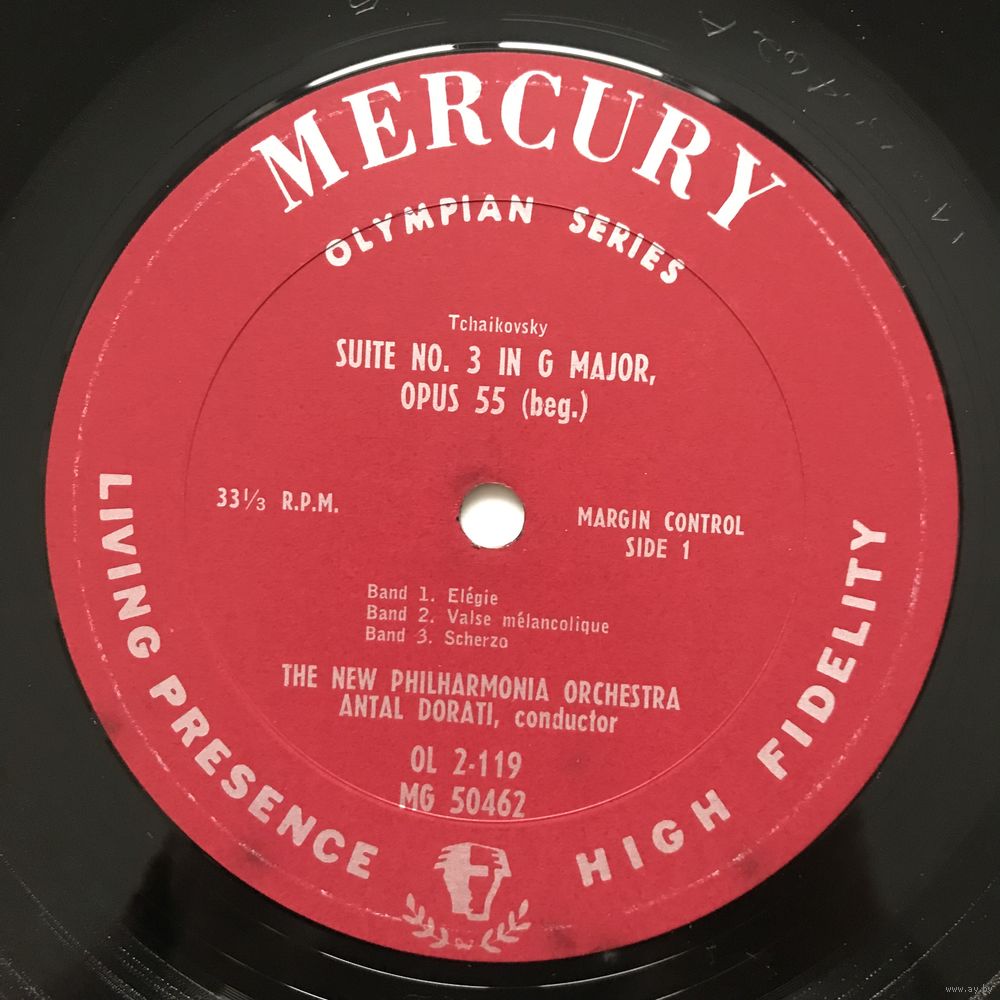 MERCURY
OLYMPIAN SERIES
Tchaikovsky
SUITE NO. 3 IN G MAJOR,
OPUS 55 (beg.)
33⅓ R.P.M.
MARGIN CONTROL
SIDE 1
Band 1. Elégie
Band 2. Valse mélancolique
Band 3. Scherzo
THE NEW PHILHARMONIA ORCHESTRA
ANTAL DORATI, conductor
OL 2-119
MG 50462
LIVING PRESENCE
HIGH FIDELITY
www.ay.by